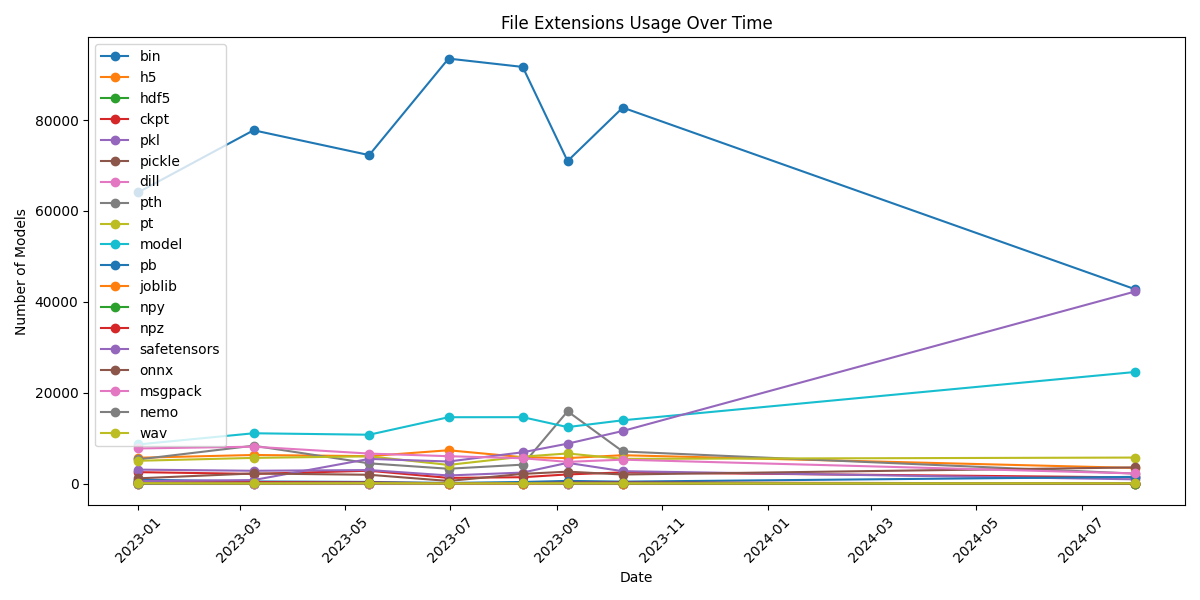 File Extensions Usage Over Time
bin
h5
hdf5
ckpt
pkl
pickle
dill
pth
pt
model
pb
joblib
npy
npz
safetensors
onnx
msgpack
nemo
wav
Number of Models
80000
60000
40000
20000
0
2023-01
2023-03
2023-05
2023-07
2023-09
2023-11
2024-01
2024-03
2024-05
2024-07
Date